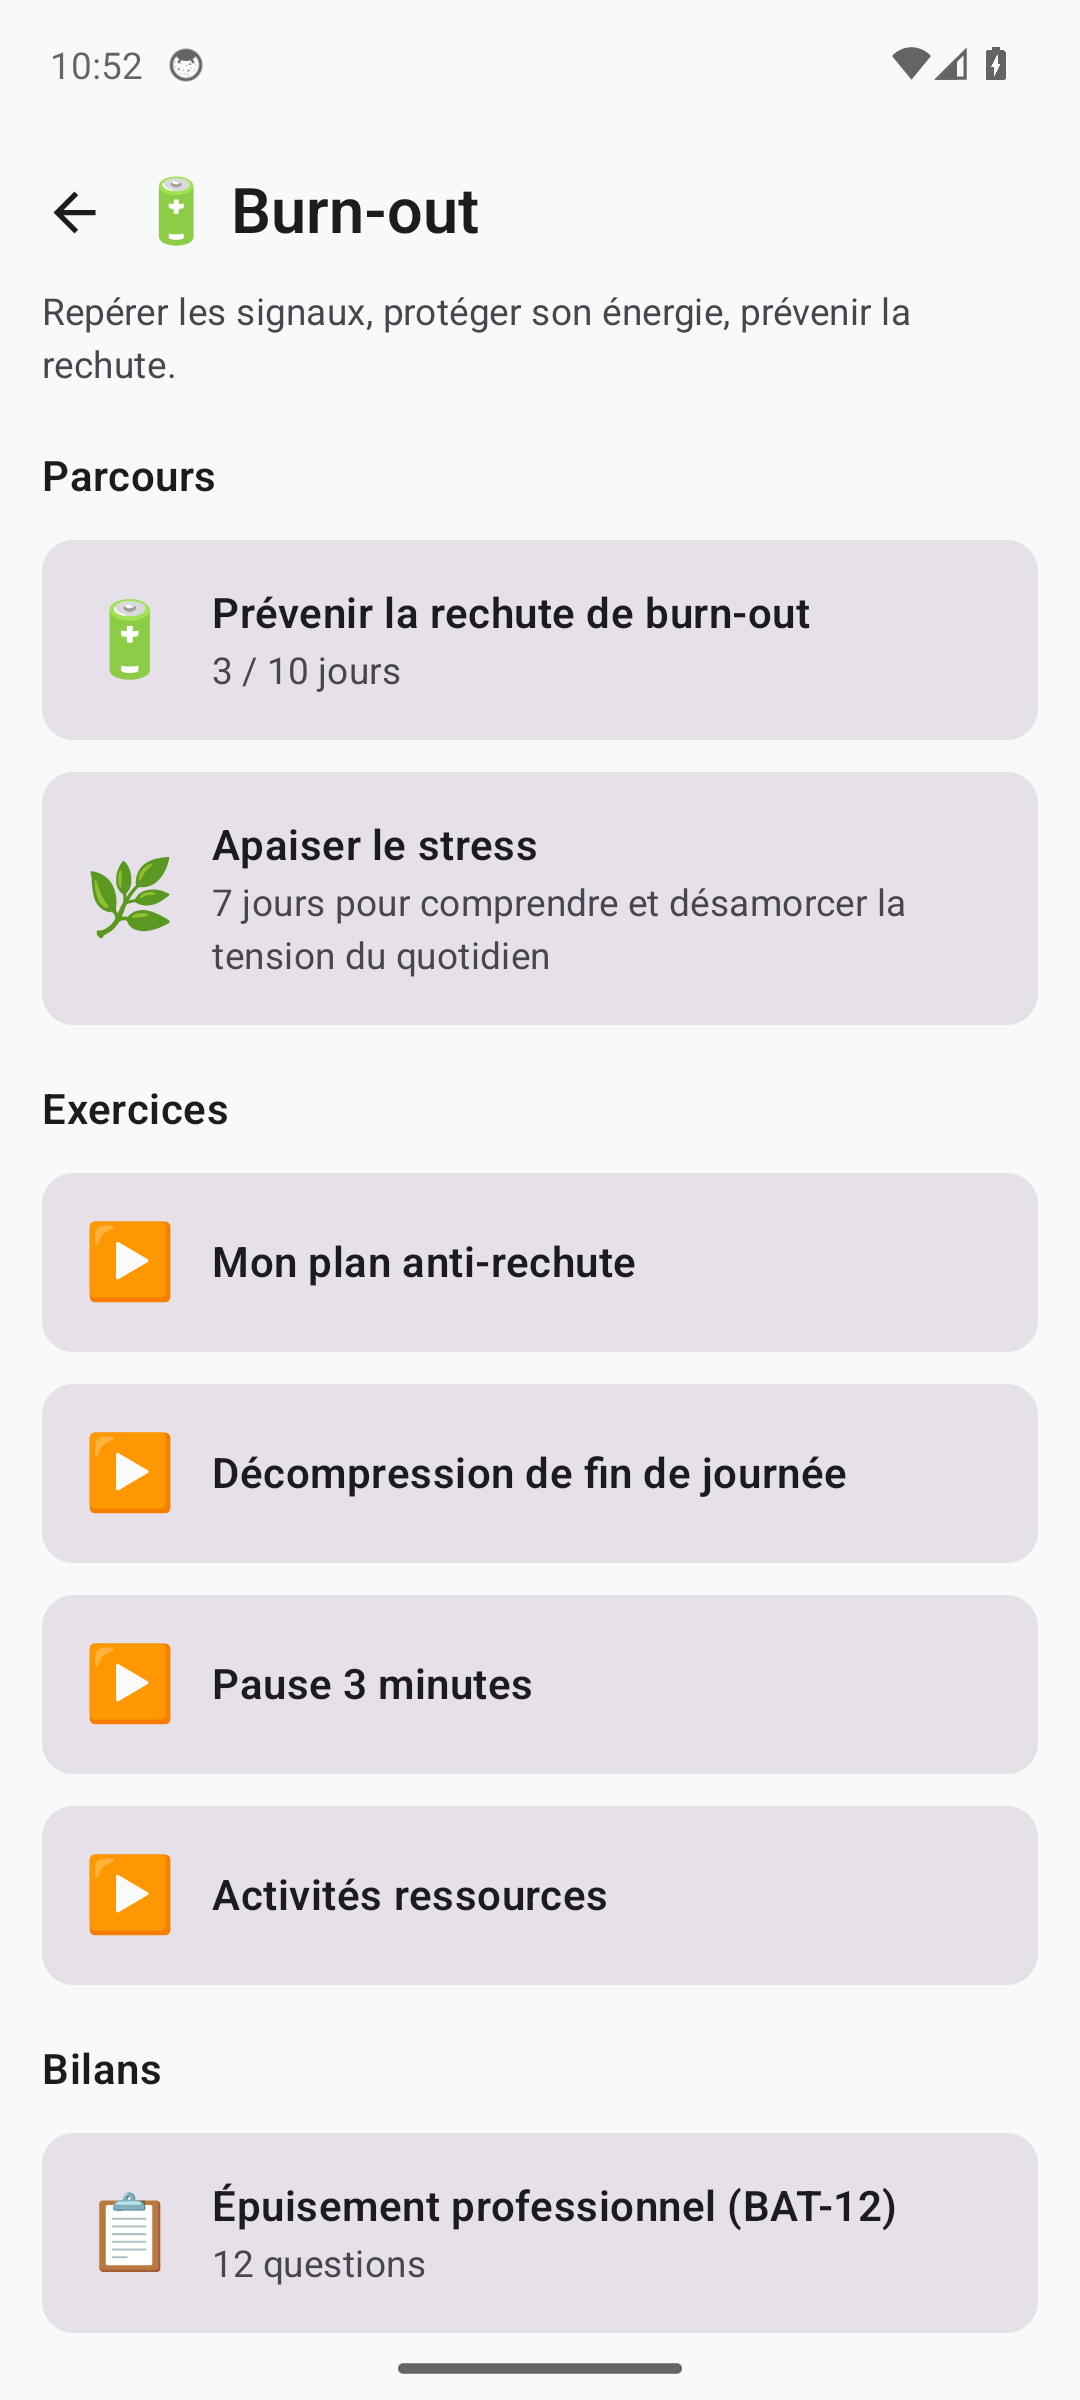 10:52
Burn-out
Repérer les signaux, protéger son énergie, prévenir la
rechute.
Parcours
Prévenir la rechute de burn-out
3 / 10 jours
Apaiser le stress
7 jours pour comprendre et désamorcer la
tension du quotidien
Exercices
Mon plan anti-rechute
Décompression de fin de journée
Pause 3 minutes
Activités ressources
Bilans
Épuisement professionnel (BAT-12)
12 questions